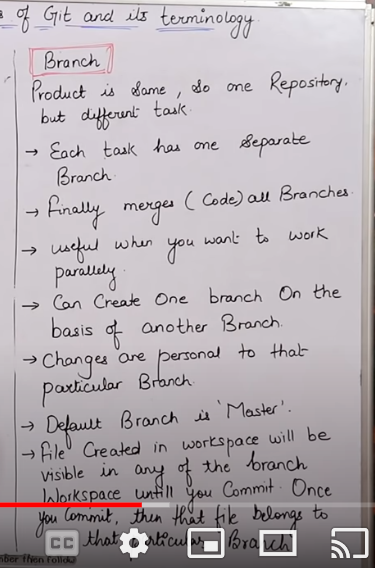 s of Git and its terminology
Branch
Product is Same, So one Repository.
but different task.
→ Each task has one Separate
Branch.
→ finally merges (Code) all Branches.
→ useful when you want to work
parallely.
→ Can Create One branch On the
basis of another Branch.
→ Changes are personal to that
particular Branch.
→ Default Branch is 'Master'.
→ File Created in workspace will be
visible in any of the branch
Workspace untill you Commit. Once
you Commit, then that file belongs to
that particular Branch
CC